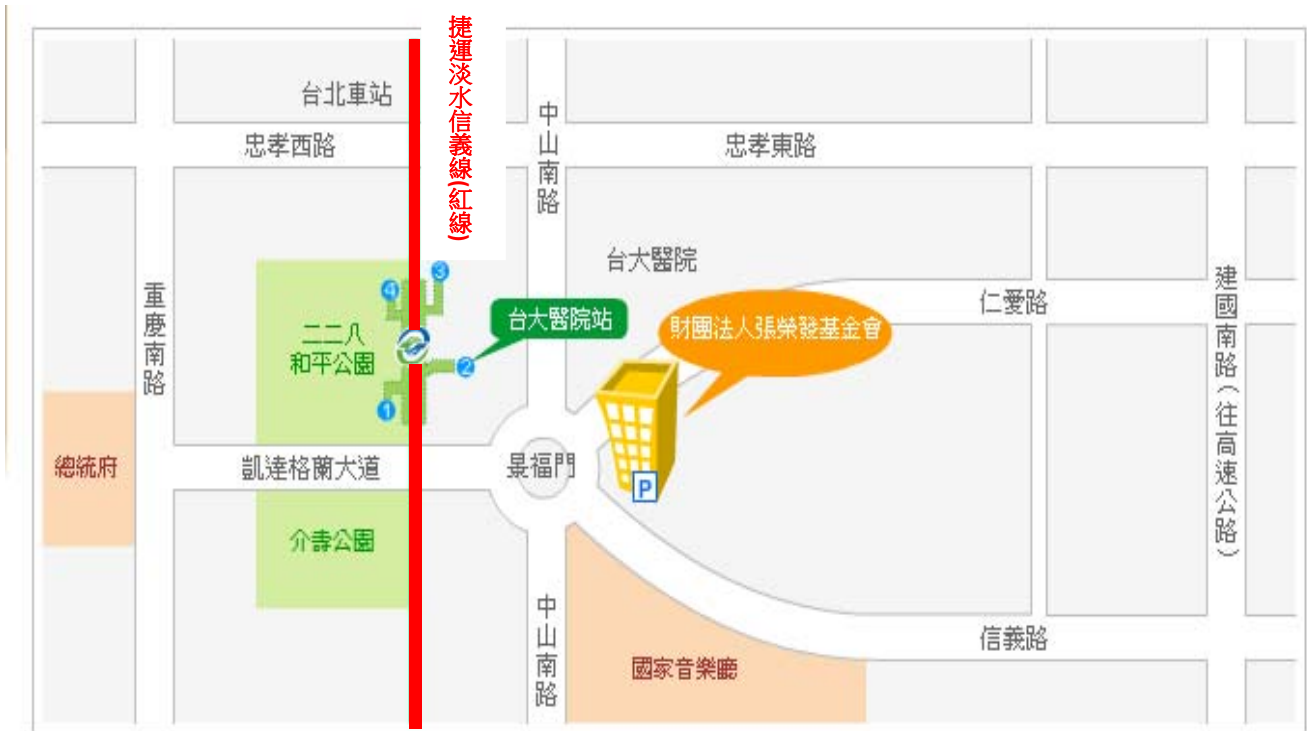 捷運淡水信義線(紅線)
台北車站
中山南路
忠孝西路
忠孝東路
台大醫院
3
4
重慶南路
二二八
和平公園
台大醫院站
財團法人張榮發基金會
仁愛路
建國南路(往高速公路)
2
1
總統府
凱達格蘭大道
景福門
P
介壽公園
中山南路
信義路
國家音樂廳